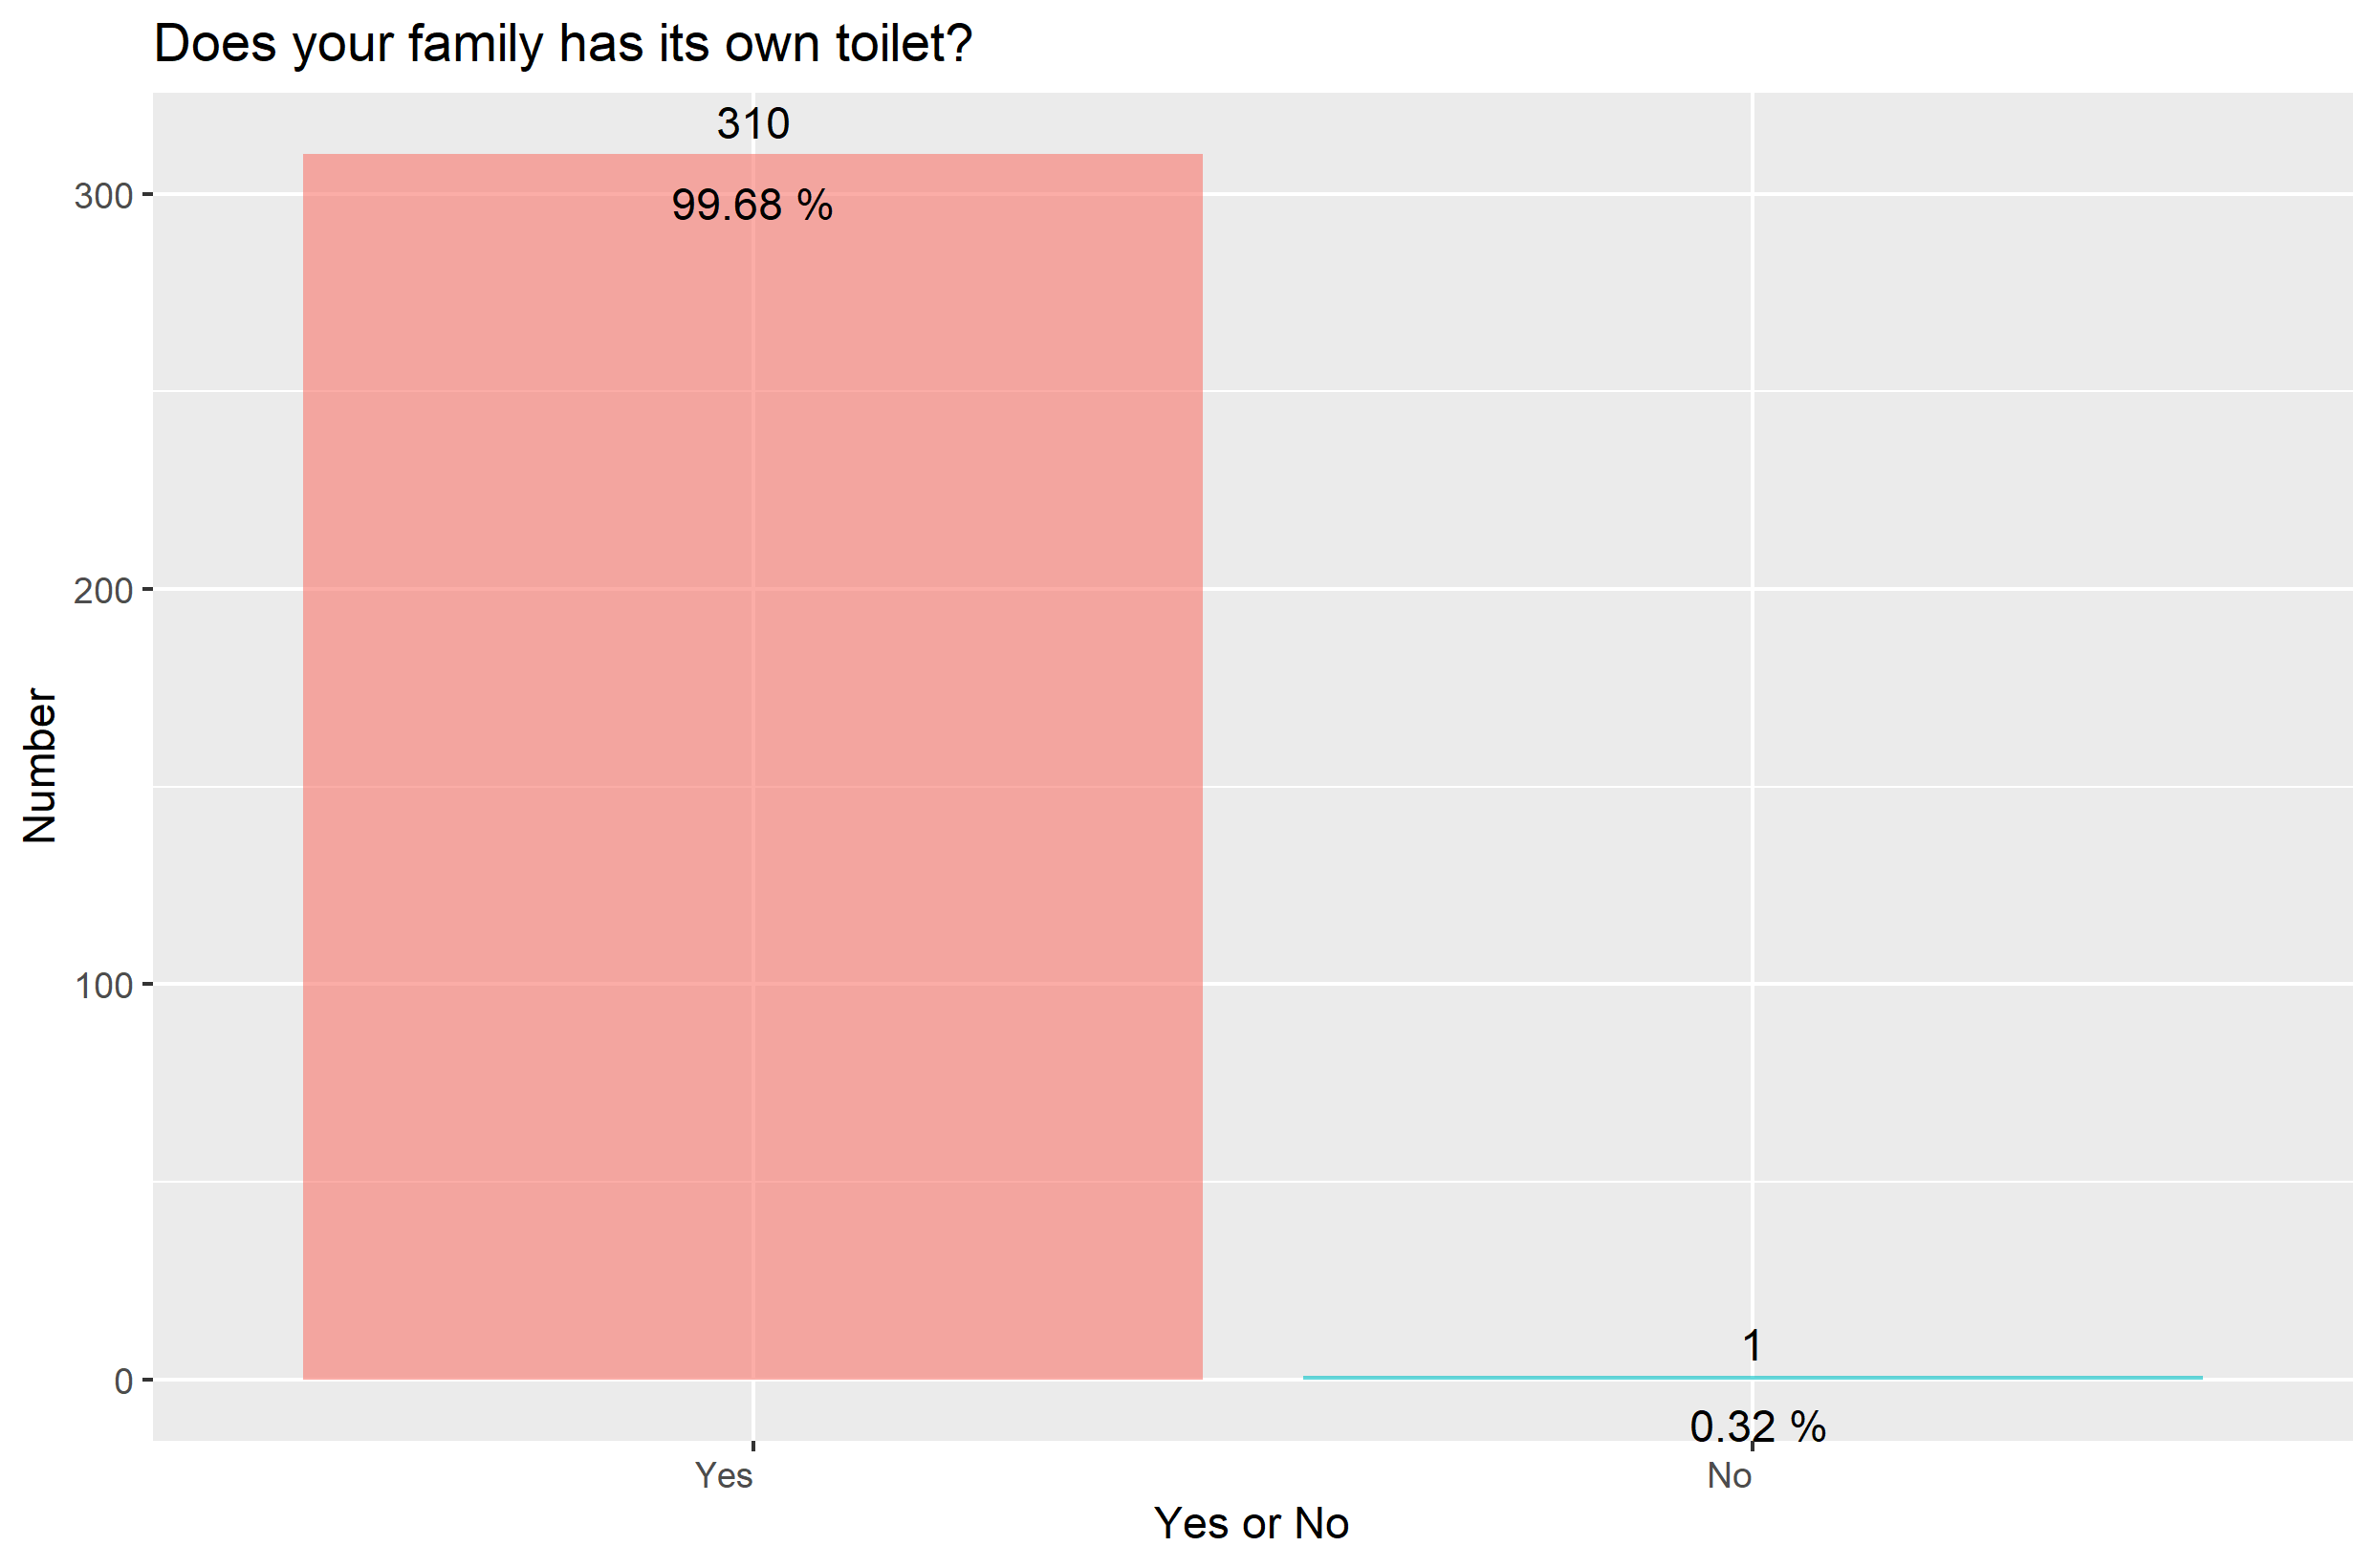 Does your family has its own toilet?
310
99.68 %
300
200
100
0
Number
1
0.32 %
Yes
No
Yes or No